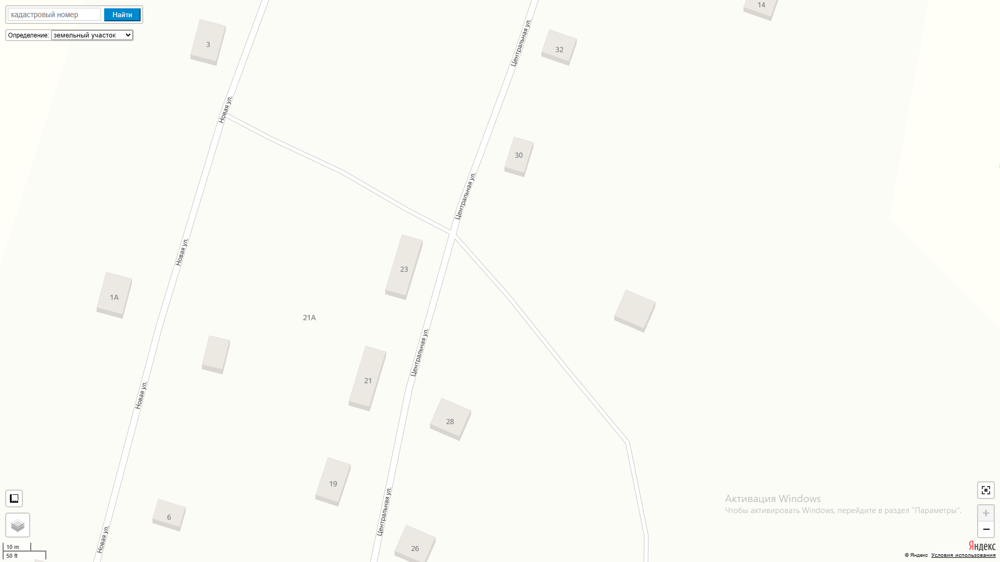 кадастровый номер
Найти
Определение: земельный участок
14
3
32
Центральная ул.
Новая ул.
30
Центральная ул.
Новая ул.
23
1А
21А
Центральная ул.
21
Новая ул.
28
19
Центральная ул.
6
Новая ул.
26
Активация Windows
Чтобы активировать Windows, перейдите в раздел "Параметры".
+
−
10 m
50 ft
Яндекс
© Яндекс Условия использования